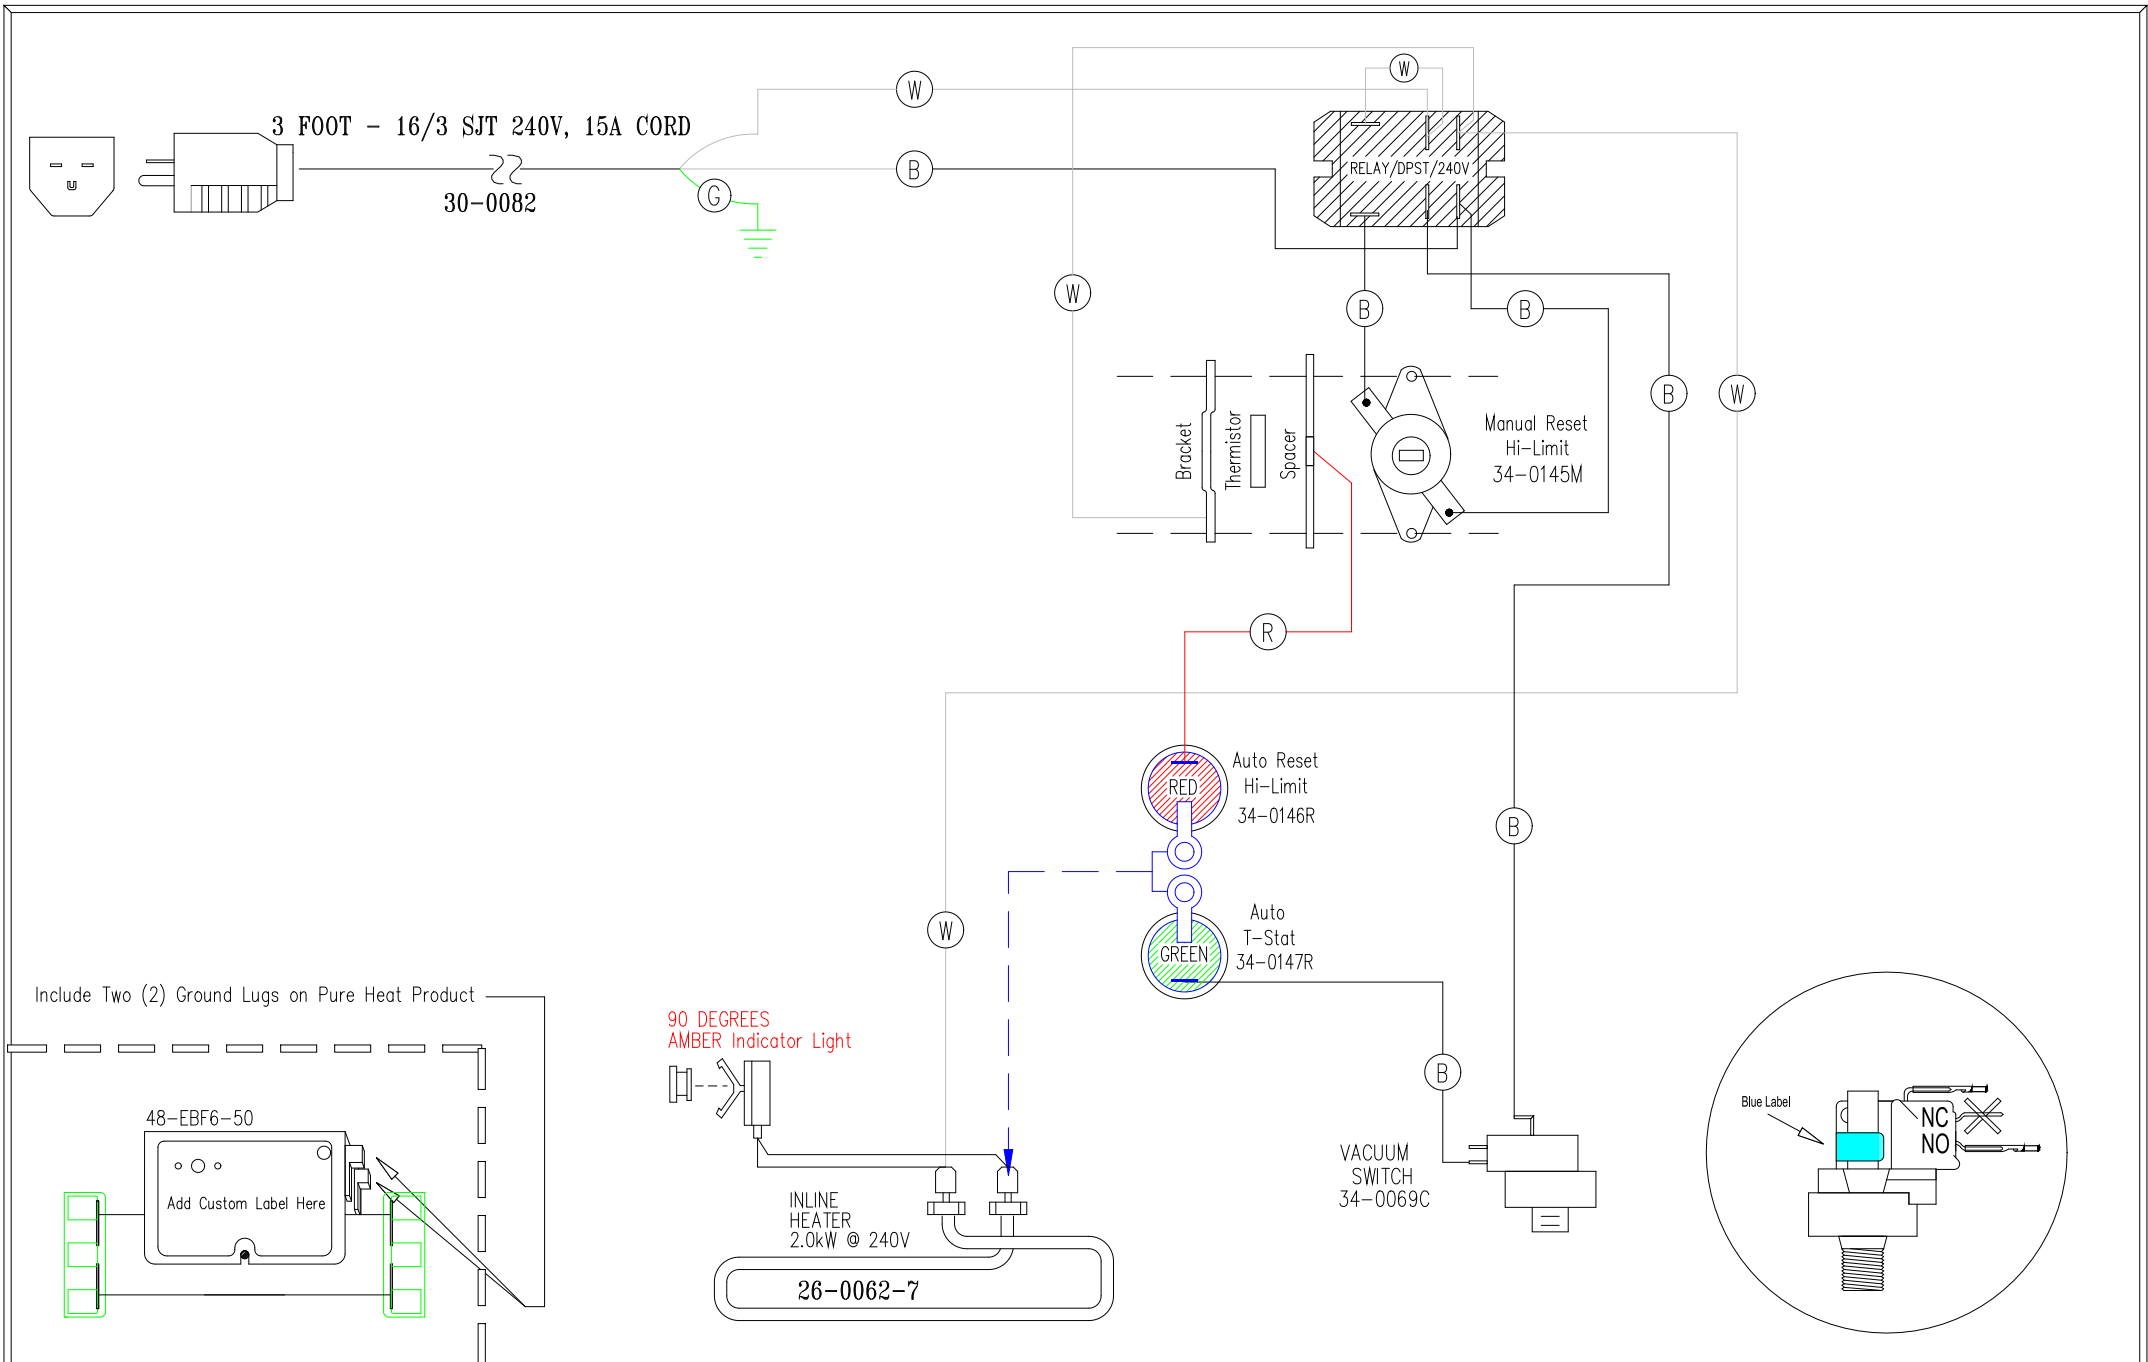 W
W
3 FOOT - 16/3 SJT 240V, 15A CORD
B
RELAY/DPST/240V
G
30-0082
W
B
B
B
W
Bracket
Thermistor
Spacer
Manual Reset
Hi-Limit
34-0145M
R
RED
Auto Reset
Hi-Limit
34-0146R
B
W
GREEN
Auto
T-Stat
34-0147R
Include Two (2) Ground Lugs on Pure Heat Product
90 DEGREES
AMBER Indicator Light
B
48-EBF6-50
Add Custom Label Here
INLINE
HEATER
2.0kW @ 240V
26-0062-7
VACUUM
SWITCH
34-0069C
Blue Label
NC
NO